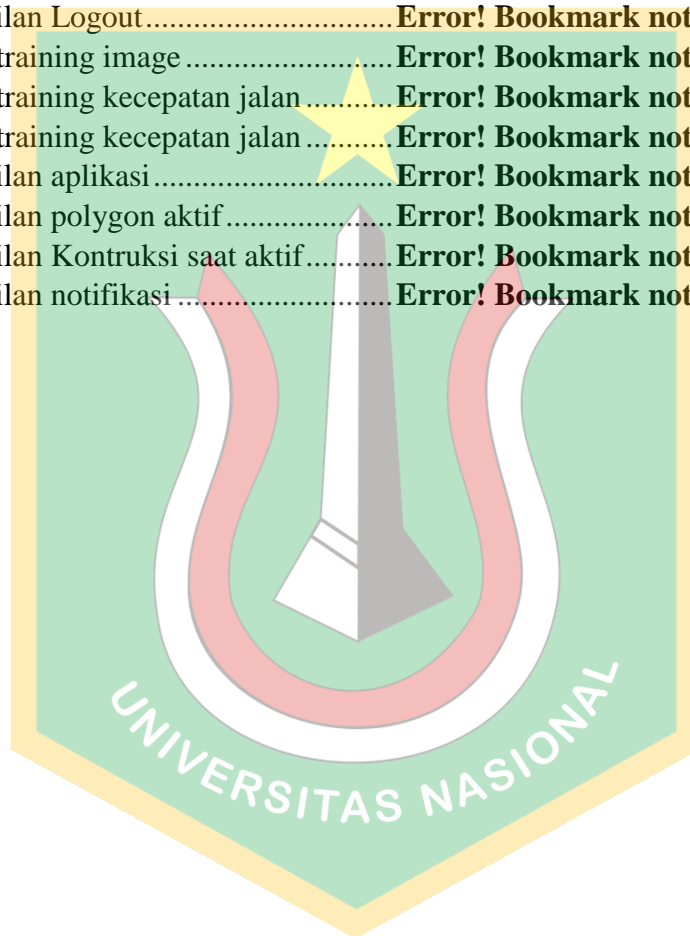 ilan Logout..............................Error! Bookmark not
training image.........................Error! Bookmark not
training kecepatan jalan...........Error! Bookmark not
training kecepatan jalan...........Error! Bookmark not
ilan aplikasi.............................Error! Bookmark not
ilan polygon aktif....................Error! Bookmark not
ilan Kontruksi saat aktif...........Error! Bookmark not
ilan notifikasi..........................Error! Bookmark not
UNIVERSITAS NASIONAL